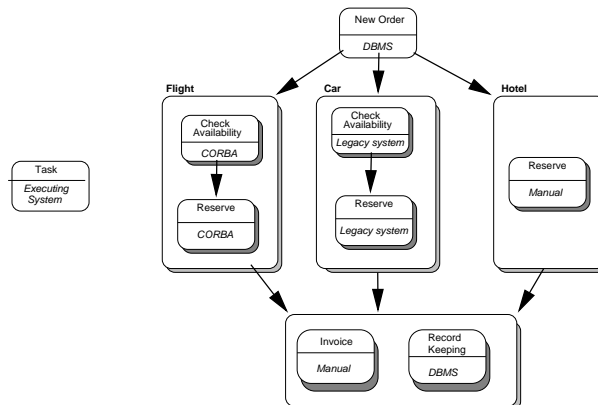 New Order
DBMS
Flight
Car
Hotel
Check
Availability
CORBA
Check
Availability
Legacy system
Task
Executing
System
Reserve
Manual
Reserve
CORBA
Reserve
Legacy system
Invoice
Manual
Record
Keeping
DBMS